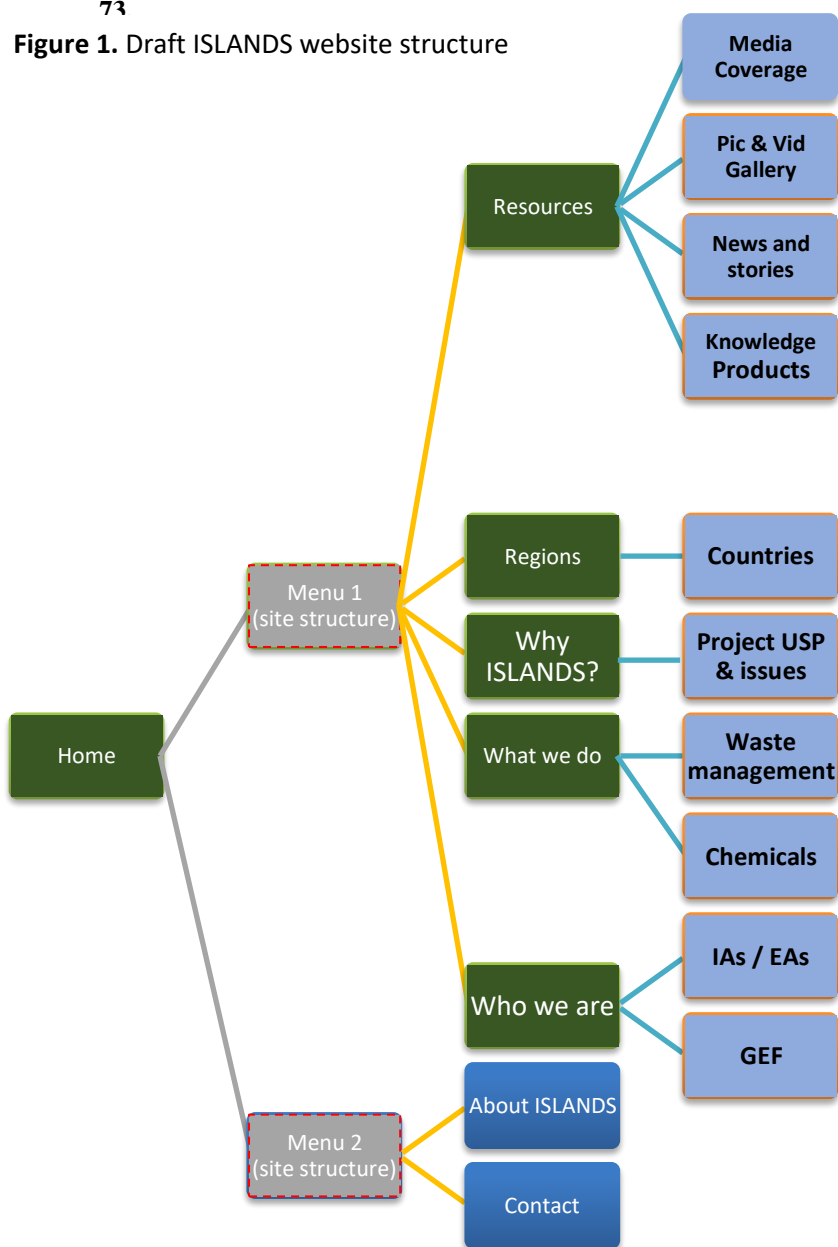 73
Figure 1. Draft ISLANDS website structure
Media
Coverage
Pic & Vid
Gallery
Resources
News and
stories
Knowledge
Products
Regions
Countries
Menu 1
(site structure)
Why
ISLANDS?
Project USP
& issues
Home
What we do
Waste
management
Chemicals
IAs / EAs
Who we are
GEF
About ISLANDS
Menu 2
(site structure)
Contact